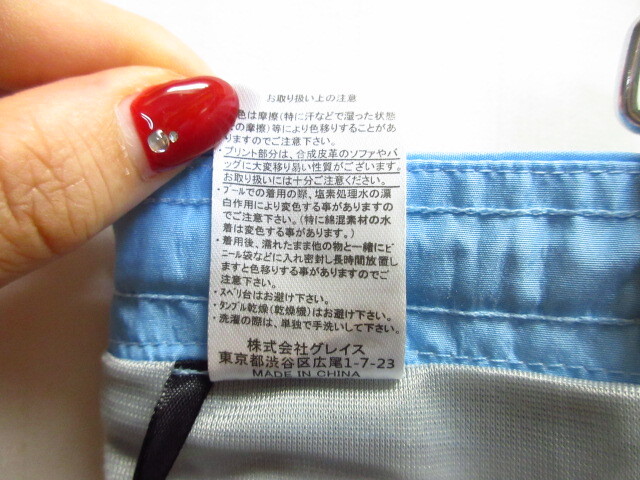 お取り扱い上の注意
色は摩擦(特に汗などで湿った状態
の摩擦)等により色移りすることがあ
りますのでご注意下さい。
・プリント部分は、合成皮革のソファやバ
ッグに大変移り易い性質がございます。
お取り扱いには十分ご注意ください。
・プールでの着用の際、塩素処理水の漂
白作用により変色する事がありますの
でご注意下さい。(特に綿混素材の水
着は変色する事があります。)
・着用後、濡れたまま他の物と一緒にビ
ニール袋などに入れ密封し長時間放置し
ますと色移りする事がありますのでご
注意下さい。
・スベリ台はお避け下さい。
・タンブル乾燥(乾燥機)はお避け下さい。
・洗濯の際は、単独で手洗いして下さい。
株式会社グレイス
東京都渋谷区広尾1-7-23
MADE IN CHINA